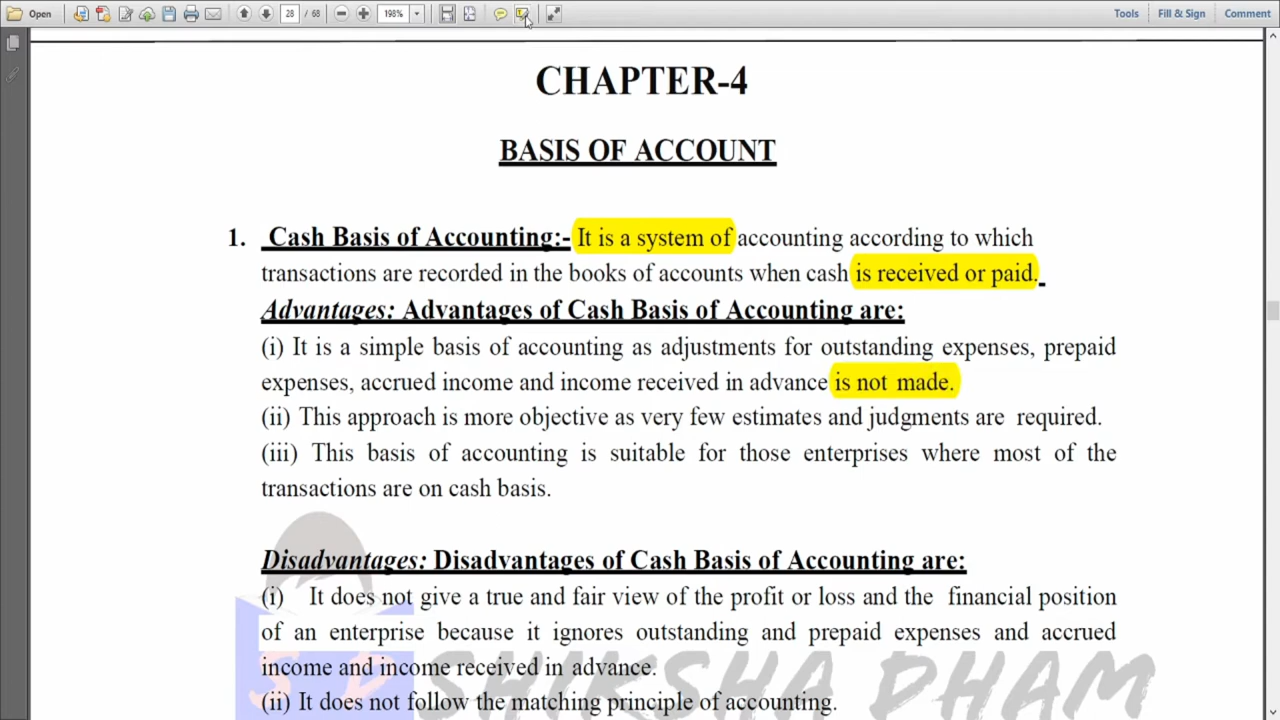 Open 28 / 68 198% Tools Fill & Sign Comment
CHAPTER-4
BASIS OF ACCOUNT
1. Cash Basis of Accounting:- It is a system of accounting according to which
transactions are recorded in the books of accounts when cash is received or paid.
Advantages: Advantages of Cash Basis of Accounting are:
(i) It is a simple basis of accounting as adjustments for outstanding expenses, prepaid
expenses, accrued income and income received in advance is not made.
(ii) This approach is more objective as very few estimates and judgments are required.
(iii) This basis of accounting is suitable for those enterprises where most of the
transactions are on cash basis.
Disadvantages: Disadvantages of Cash Basis of Accounting are:
(i) It does not give a true and fair view of the profit or loss and the financial position
of an enterprise because it ignores outstanding and prepaid expenses and accrued
income and income received in advance.
(ii) It does not follow the matching principle of accounting.
SD SHIKSHA DHAM